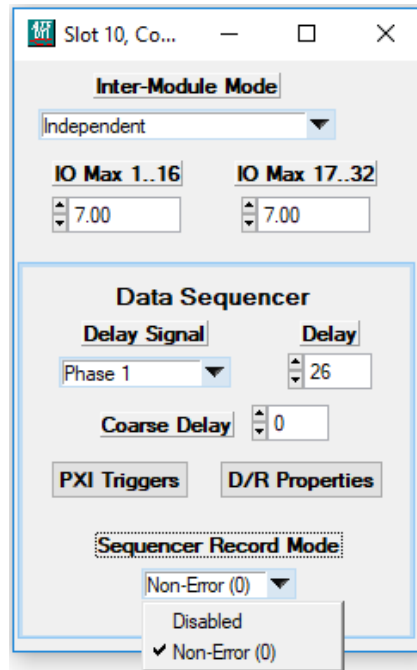 Slot 10, Co...
Inter-Module Mode
Independent
IO Max 1..16 IO Max 17..32
7.00 7.00
Data Sequencer
Delay Signal Delay
Phase 1 26
Coarse Delay 0
PXI Triggers D/R Properties
Sequencer Record Mode
Non-Error (0)
Disabled
✔ Non-Error (0)